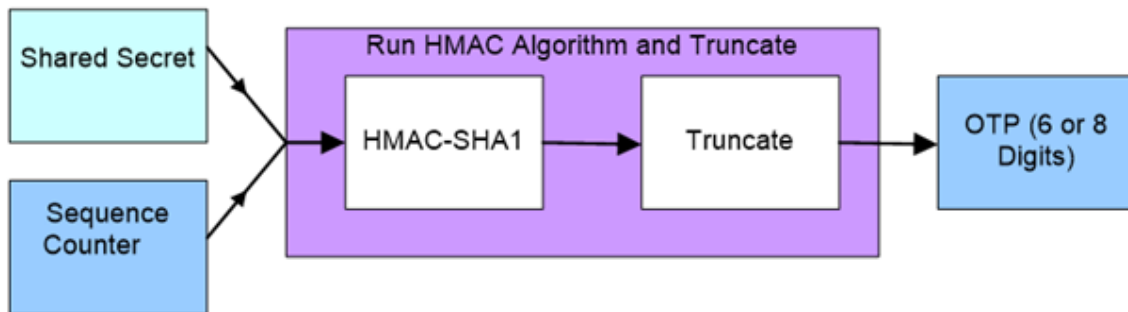 Shared Secret
Run HMAC Algorithm and Truncate
HMAC-SHA1
Truncate
OTP (6 or 8
Digits)
Sequence
Counter